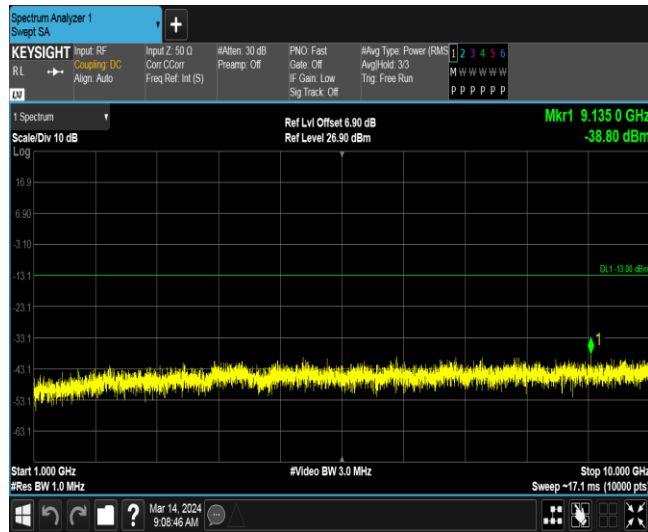 Spectrum Analyzer 1
Swept SA
+
KEYSIGHT
RL
LXI
Input: RF
Coupling: DC
Align: Auto
Input Z: 50 Ω
Corr CCorr
Freq Ref: Int (S)
#Atten: 30 dB
Preamp: Off
PNO: Fast
Gate: Off
IF Gain: Low
Sig Track: Off
#Avg Type: Power (RMS
Avg|Hold: 3/3
Trig: Free Run
1 2 3 4 5 6
M W W W W W
P P P P P P
1 Spectrum
Scale/Div 10 dB
Log
Ref Lvl Offset 6.90 dB
Ref Level 26.90 dBm
Mkr1 9.135 0 GHz
-38.80 dBm
16.9
6.90
-3.10
-13.1
DL1 -13.00 dBm
-23.1
-33.1
1
-43.1
-53.1
-63.1
Start 1.000 GHz
#Res BW 1.0 MHz
#Video BW 3.0 MHz
Stop 10.000 GHz
Sweep ~17.1 ms (10000 pts)
?
Mar 14, 2024
9:08:46 AM